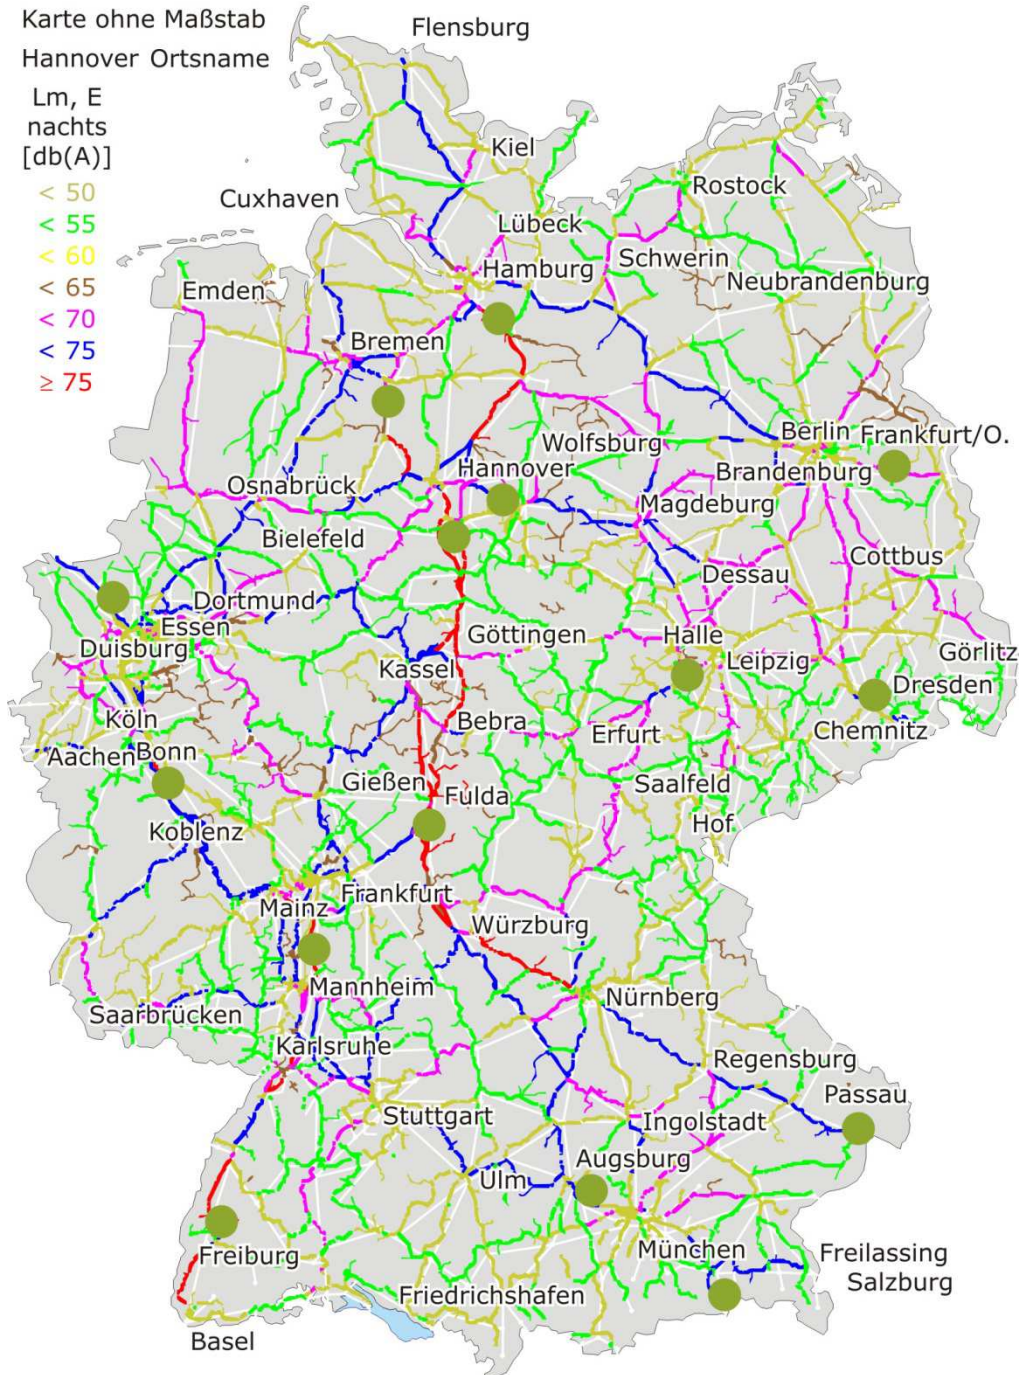 Karte ohne Maßstab
Hannover Ortsname
Lm, E
nachts
[db(A)]
< 50
< 55
< 60
< 65
< 70
< 75
≥ 75
Flensburg
Kiel
Cuxhaven
Rostock
Lübeck
Schwerin
Hamburg
Neubrandenburg
Emden
Bremen
Berlin Frankfurt/O.
Wolfsburg
Hannover
Brandenburg
Osnabrück
Magdeburg
Bielefeld
Cottbus
Dessau
Dortmund
Essen
Göttingen
Halle
Duisburg
Görlitz
Leipzig
Kassel
Dresden
Köln
Bebra
Erfurt
Chemnitz
Aachen
Bonn
Gießen
Saalfeld
Fulda
Hof
Koblenz
Frankfurt
Mainz
Würzburg
Mannheim
Nürnberg
Saarbrücken
Karlsruhe
Regensburg
Passau
Stuttgart
Ingolstadt
Augsburg
Ulm
München
Freilassing
Freiburg
Salzburg
Friedrichshafen
Basel